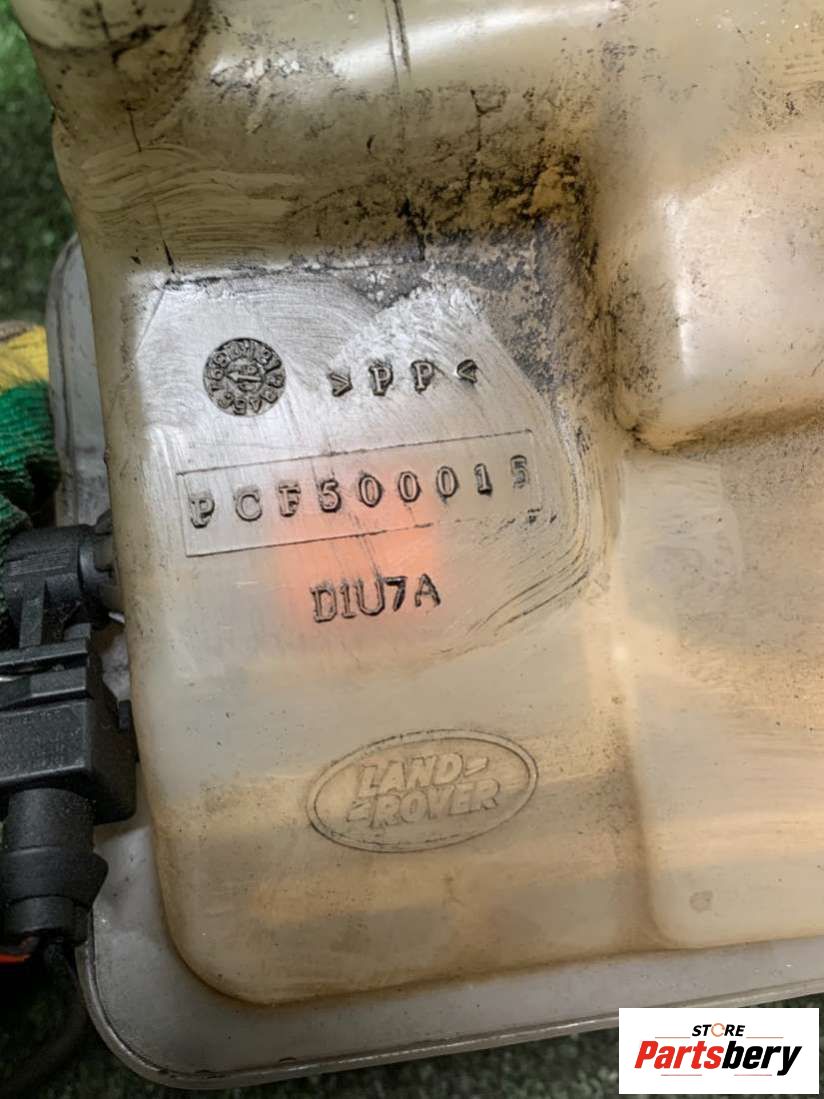 >PP<
PCF500015
D1U7A
LAND-
-ROVER
STORE
Partsbery